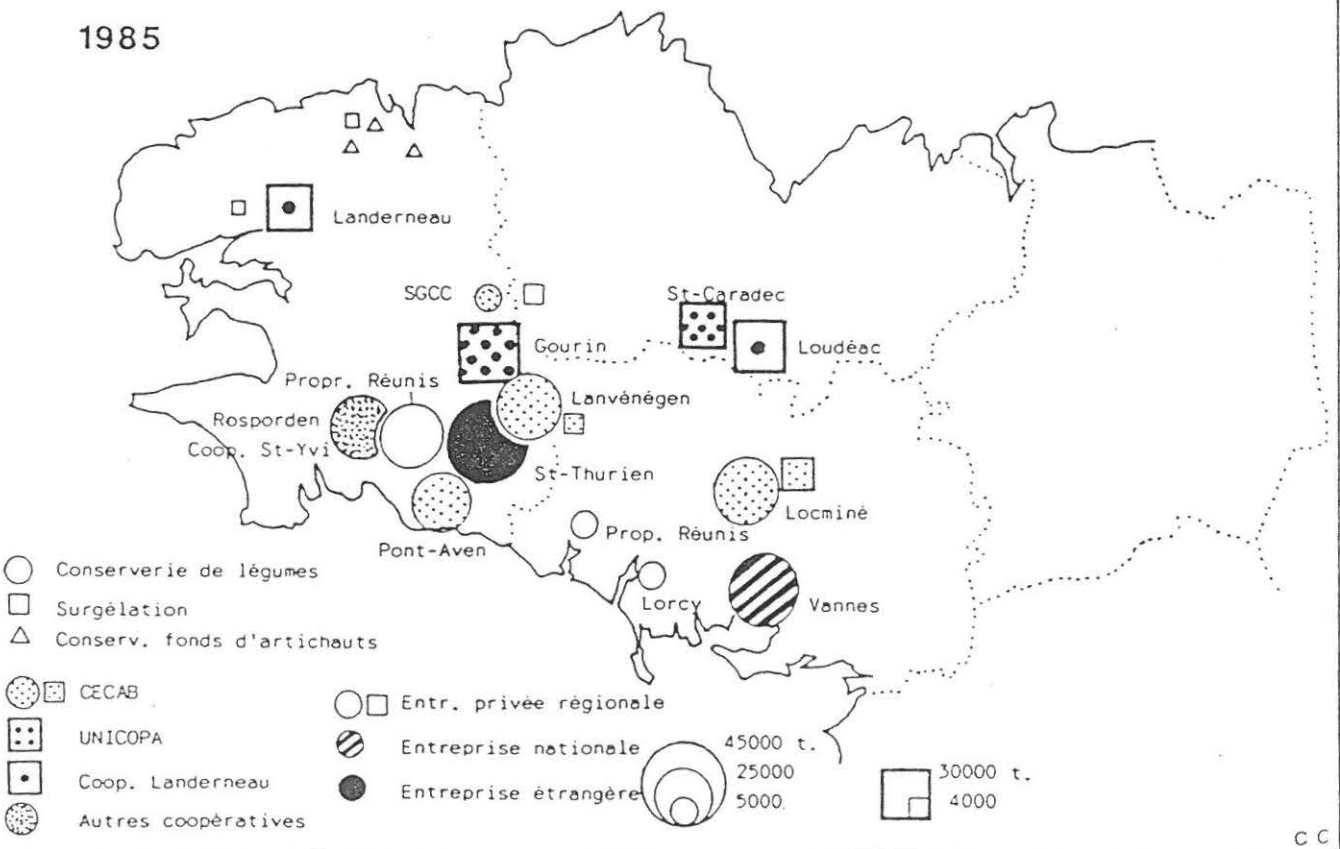 1985
Landerneau
SGCC
St-Caradec
Gourin
Loudéac
Propr. Réunis
Lanvénégen
Rosporden
Coop. St-Yvi
St-Thurien
Locminé
Pont-Aven
Prop. Réunis
Lorcy
Vannes
Conserverie de légumes
Surgélation
Conserv. fonds d'artichauts
CECAB
UNICOPA
Coop. Landerneau
Autres coopératives
Entr. privée régionale
Entreprise nationale
Entreprise étrangère
45000 t.
25000
5000
30000 t.
4000
C C